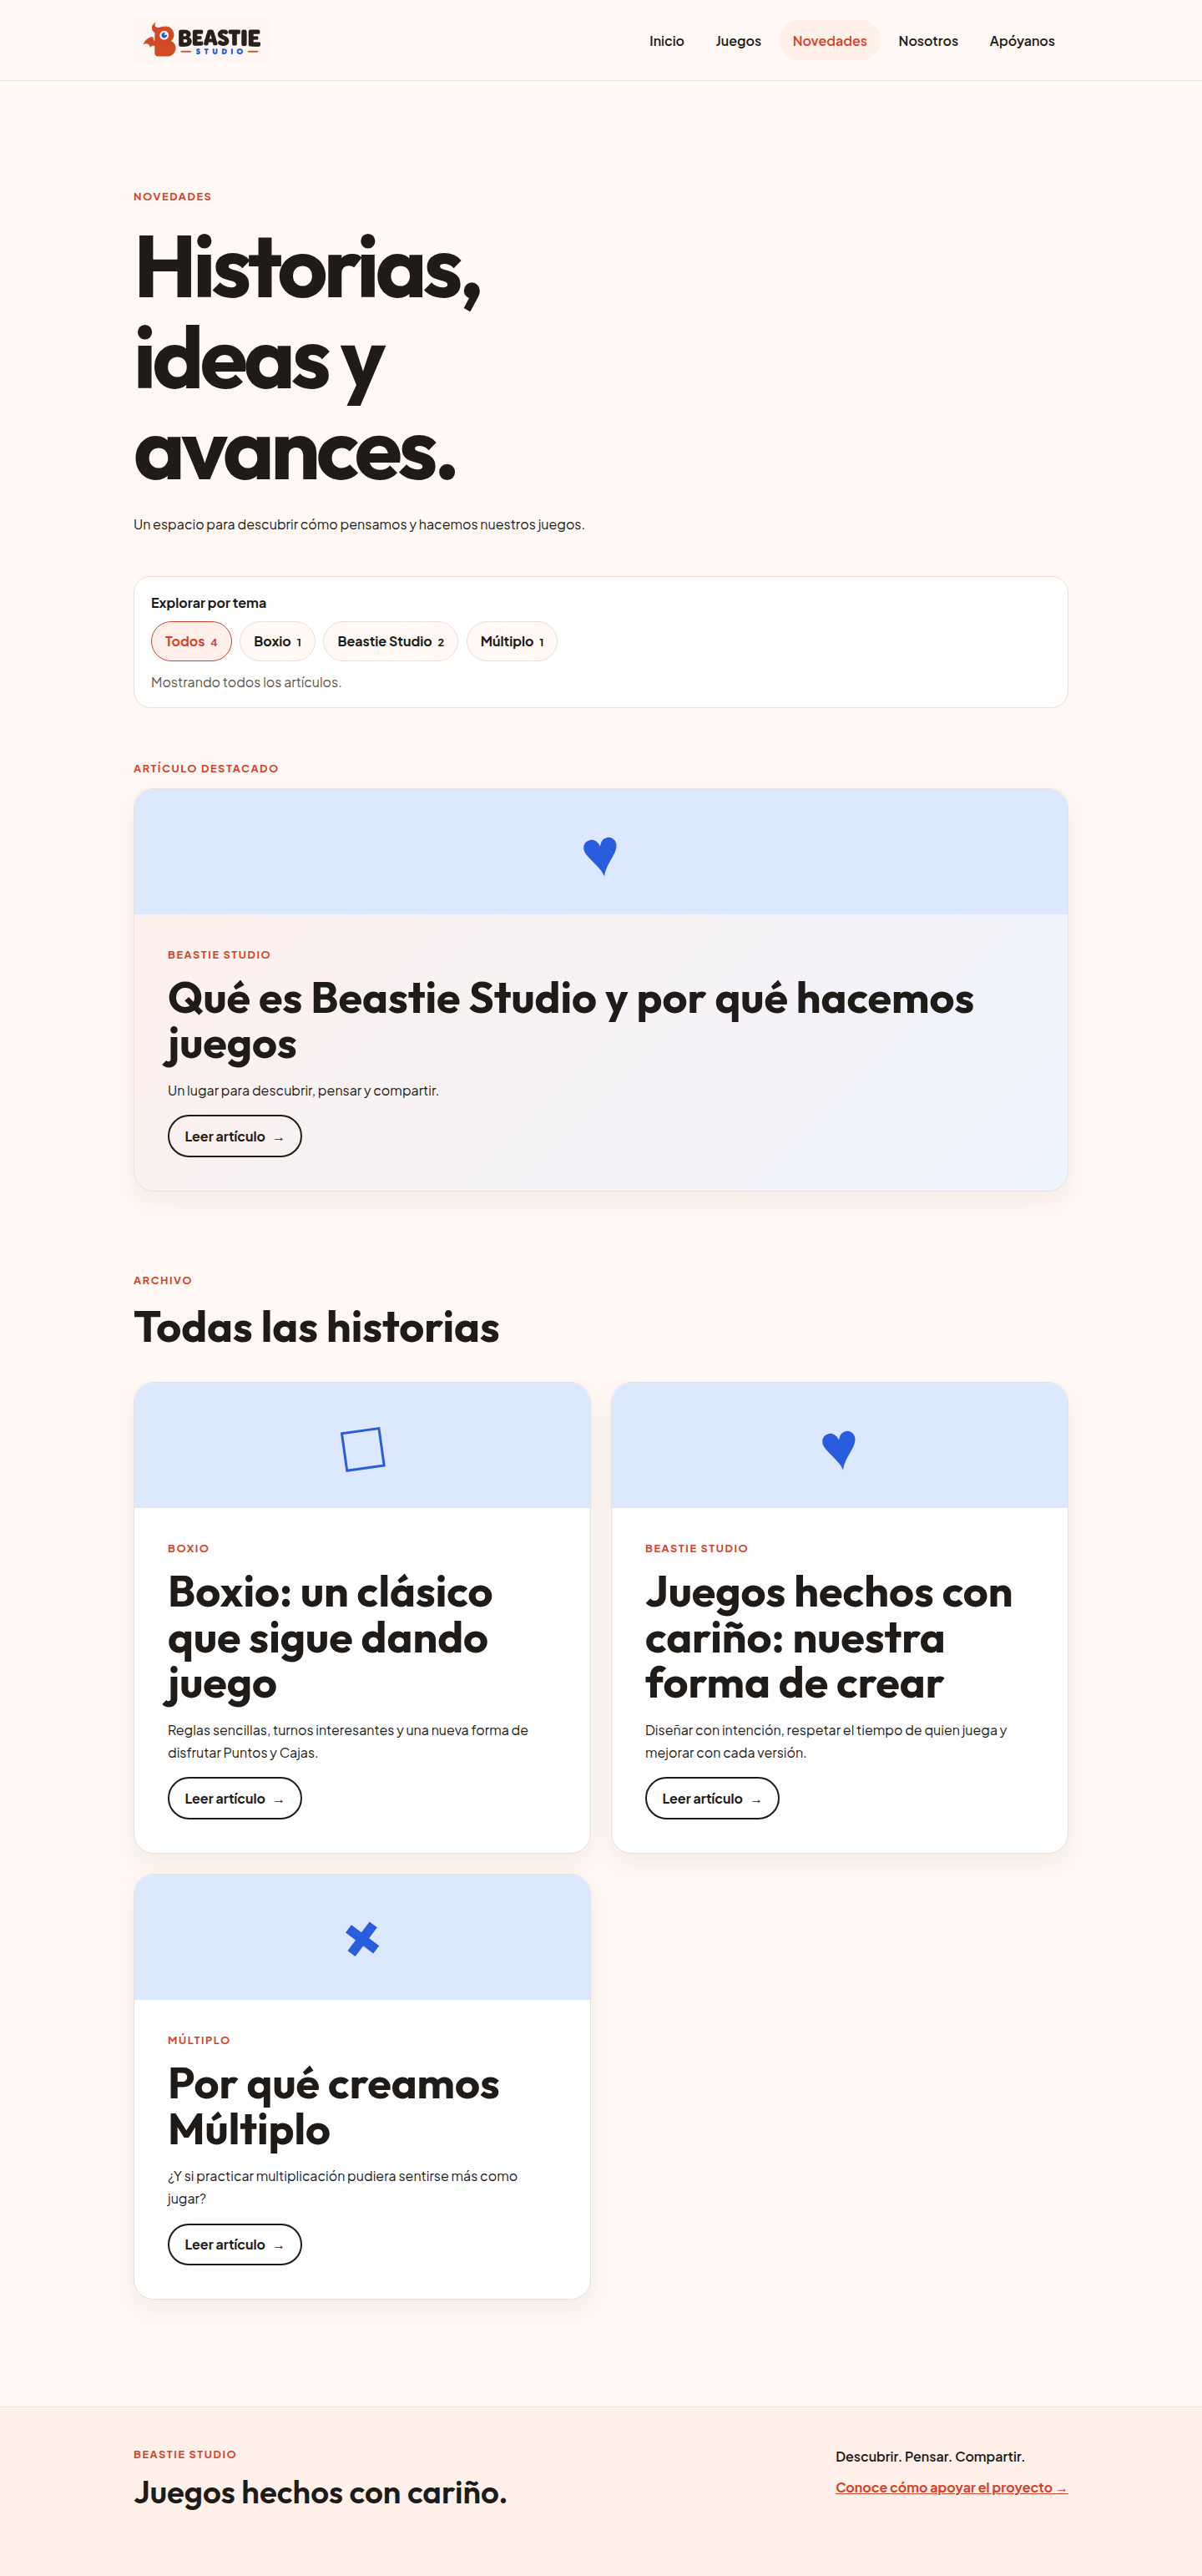 BEASTIE
STUDIO
Inicio
Juegos
Novedades
Nosotros
Apóyanos
NOVEDADES
Historias,
ideas y
avances.
Un espacio para descubrir cómo pensamos y hacemos nuestros juegos.
Explorar por tema
Todos 4
Boxio 1
Beastie Studio 2
Múltiplo 1
Mostrando todos los artículos.
ARTÍCULO DESTACADO
BEASTIE STUDIO
Qué es Beastie Studio y por qué hacemos
juegos
Un lugar para descubrir, pensar y compartir.
Leer artículo →
ARCHIVO
Todas las historias
BOXIO
Boxio: un clásico
que sigue dando
juego
Reglas sencillas, turnos interesantes y una nueva forma de
disfrutar Puntos y Cajas.
Leer artículo →
BEASTIE STUDIO
Juegos hechos con
cariño: nuestra
forma de crear
Diseñar con intención, respetar el tiempo de quien juega y
mejorar con cada versión.
Leer artículo →
MÚLTIPLO
Por qué creamos
Múltiplo
¿Y si practicar multiplicación pudiera sentirse más como
jugar?
Leer artículo →
BEASTIE STUDIO
Juegos hechos con cariño.
Descubrir. Pensar. Compartir.
Conoce cómo apoyar el proyecto →